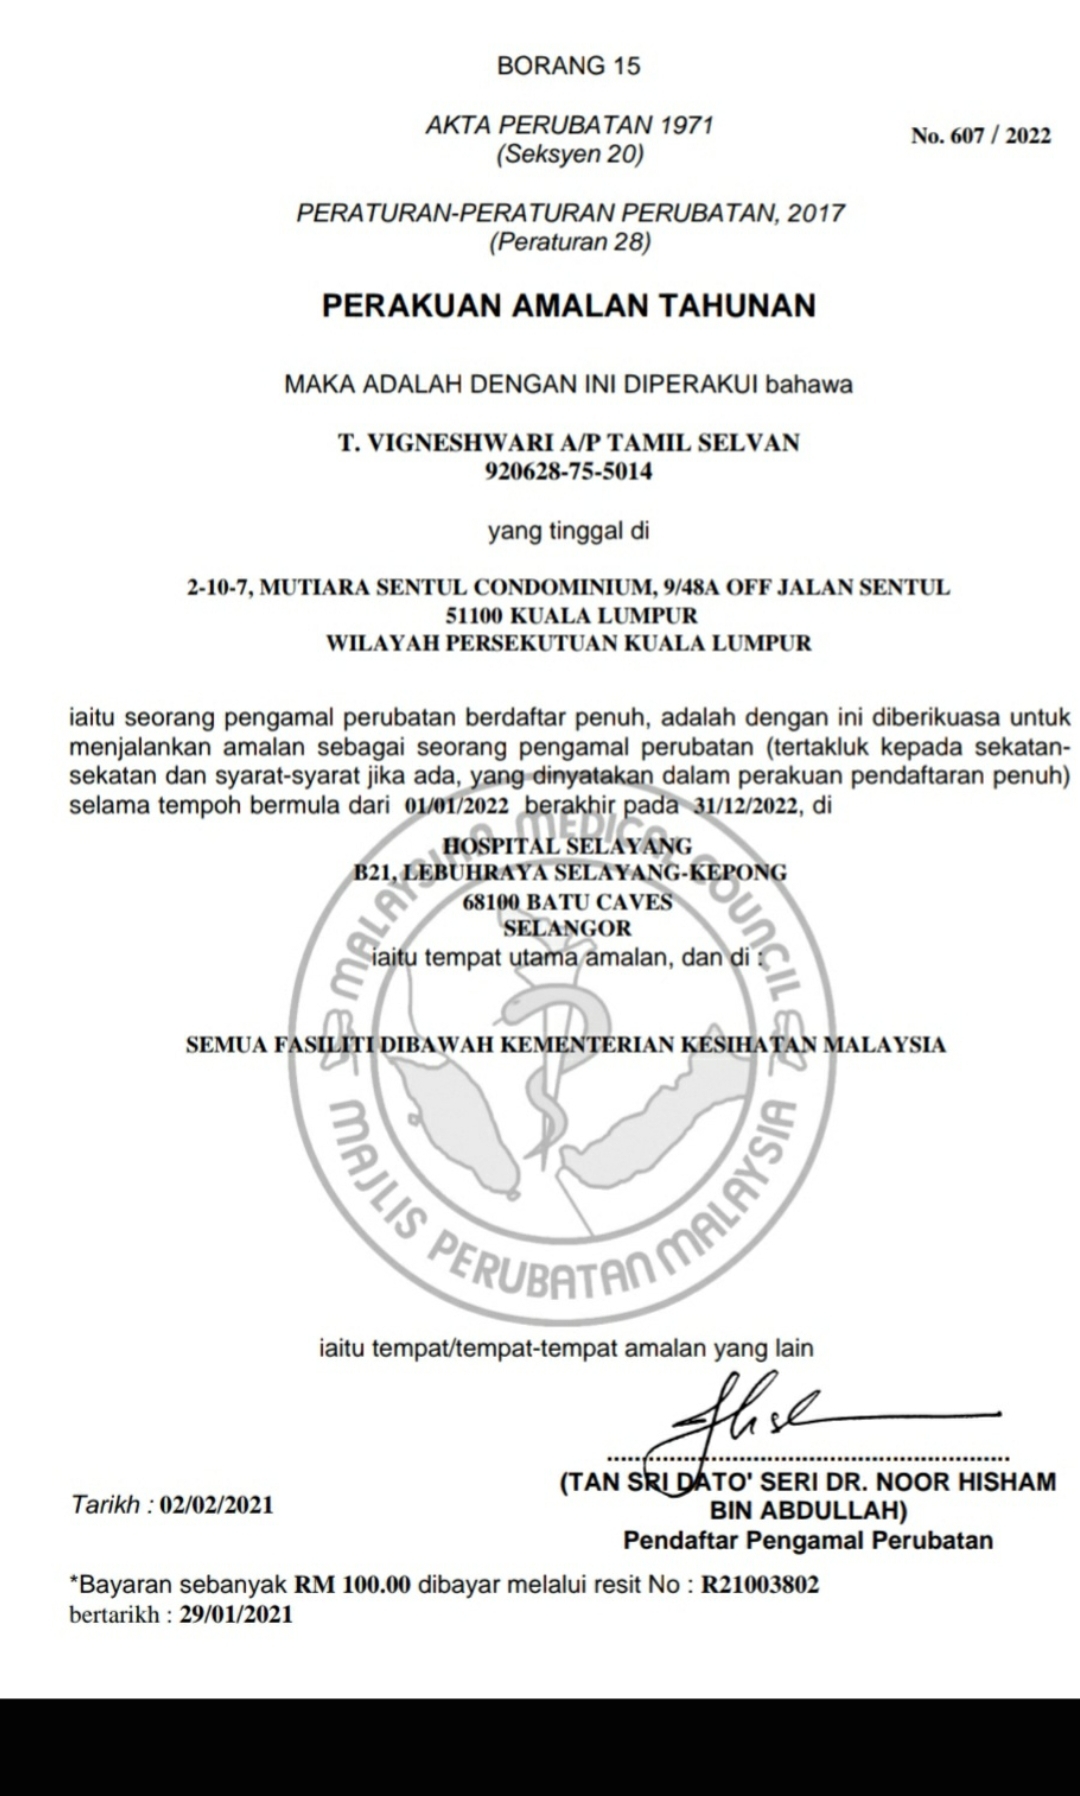 BORANG 15
AKTA PERUBATAN 1971
(Seksyen 20)
No. 607 / 2022
PERATURAN-PERATURAN PERUBATAN, 2017
(Peraturan 28)
PERAKUAN AMALAN TAHUNAN
MAKA ADALAH DENGAN INI DIPERAKUI bahawa
T. VIGNESHWARI A/P TAMIL SELVAN
920628-75-5014
yang tinggal di
2-10-7, MUTIARA SENTUL CONDOMINIUM, 9/48A OFF JALAN SENTUL
51100 KUALA LUMPUR
WILAYAH PERSEKUTUAN KUALA LUMPUR
iaitu seorang pengamal perubatan berdaftar penuh, adalah dengan ini diberikuasa untuk
menjalankan amalan sebagai seorang pengamal perubatan (tertakluk kepada sekatan-
sekatan dan syarat-syarat jika ada, yang dinyatakan dalam perakuan pendaftaran penuh)
selama tempoh bermula dari 01/01/2022 berakhir pada 31/12/2022, di
HOSPITAL SELAYANG
B21, LEBUHRAYA SELAYANG-KEPONG
68100 BATU CAVES
SELANGOR
iaitu tempat utama amalan, dan di :
SEMUA FASILITI DIBAWAH KEMENTERIAN KESIHATAN MALAYSIA
MALAYSIAN MEDICAL COUNCIL
MAJLIS PERUBATAN MALAYSIA
iaitu tempat/tempat-tempat amalan yang lain
(TAN SRI DATO' SERI DR. NOOR HISHAM
BIN ABDULLAH)
Pendaftar Pengamal Perubatan
Tarikh : 02/02/2021
*Bayaran sebanyak RM 100.00 dibayar melalui resit No : R21003802
bertarikh : 29/01/2021